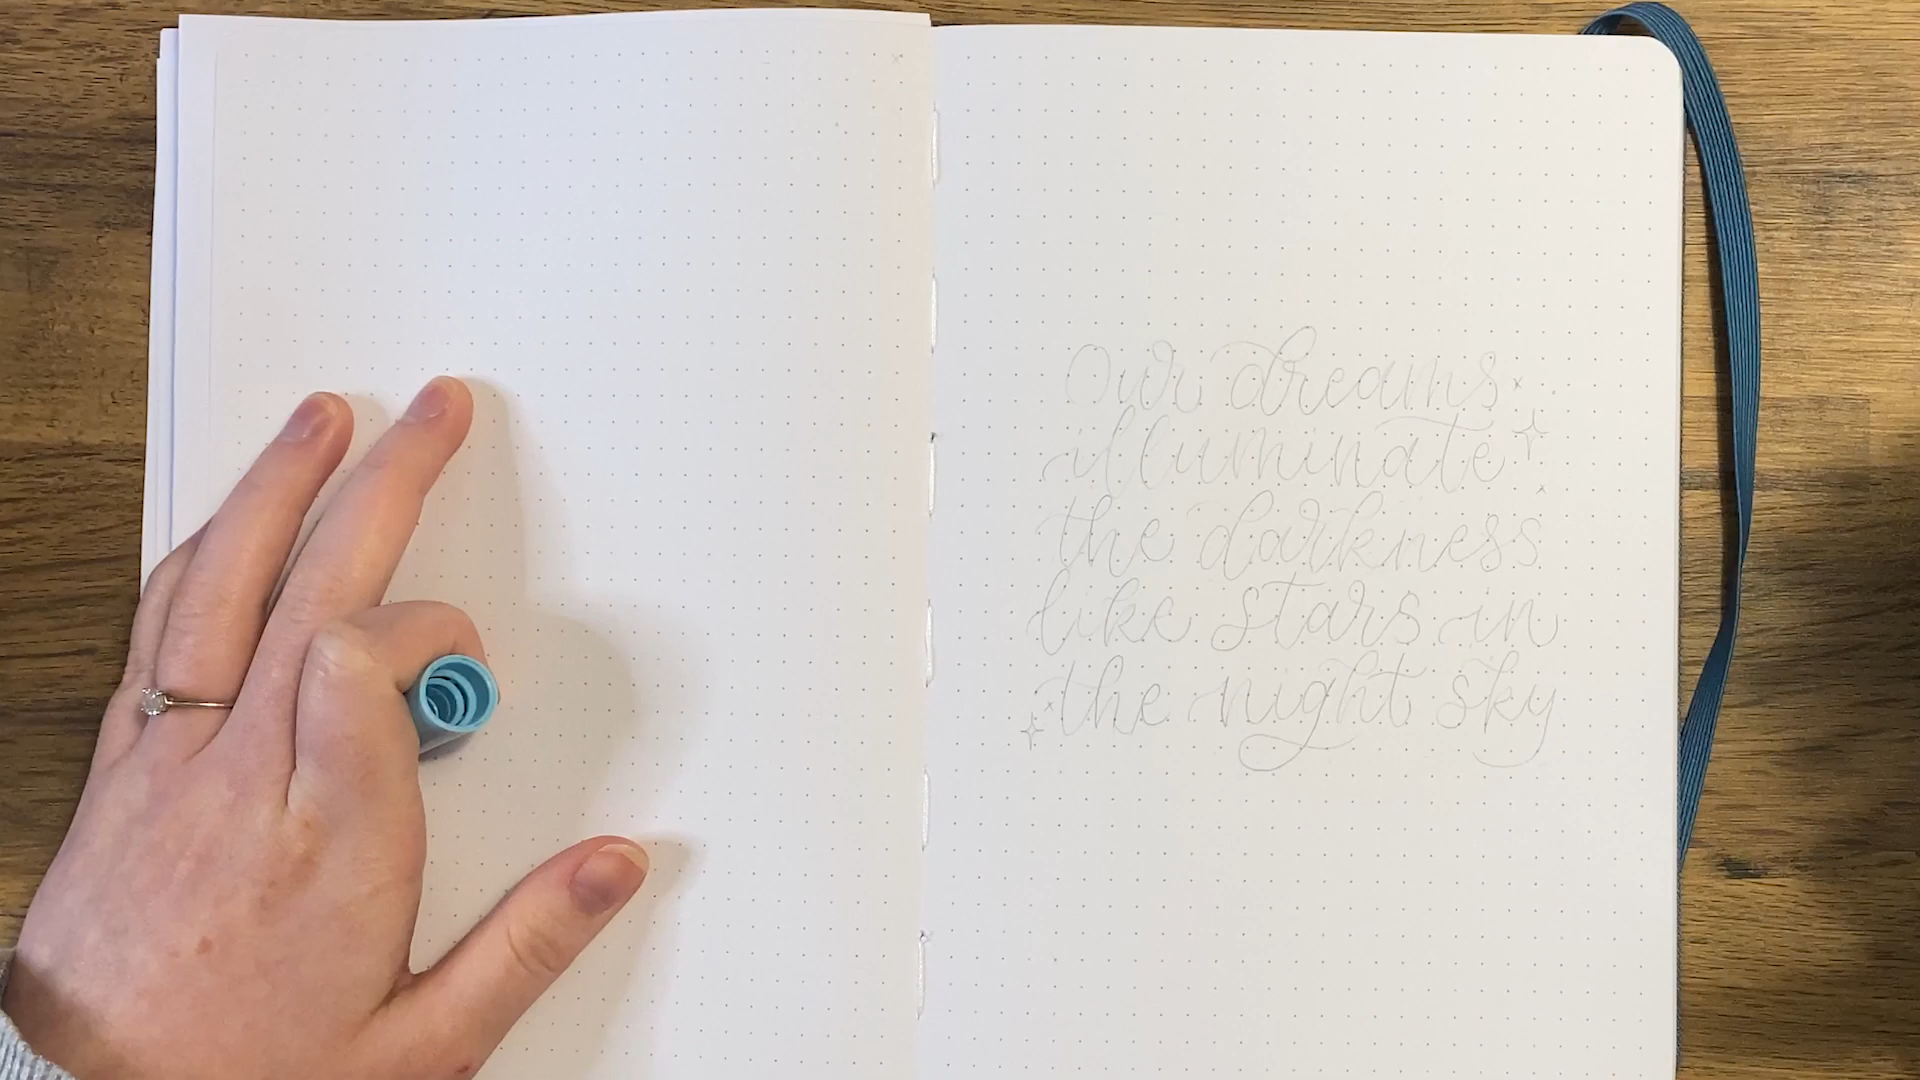 Our dreams
illuminate
the darkness
like stars in
the night sky